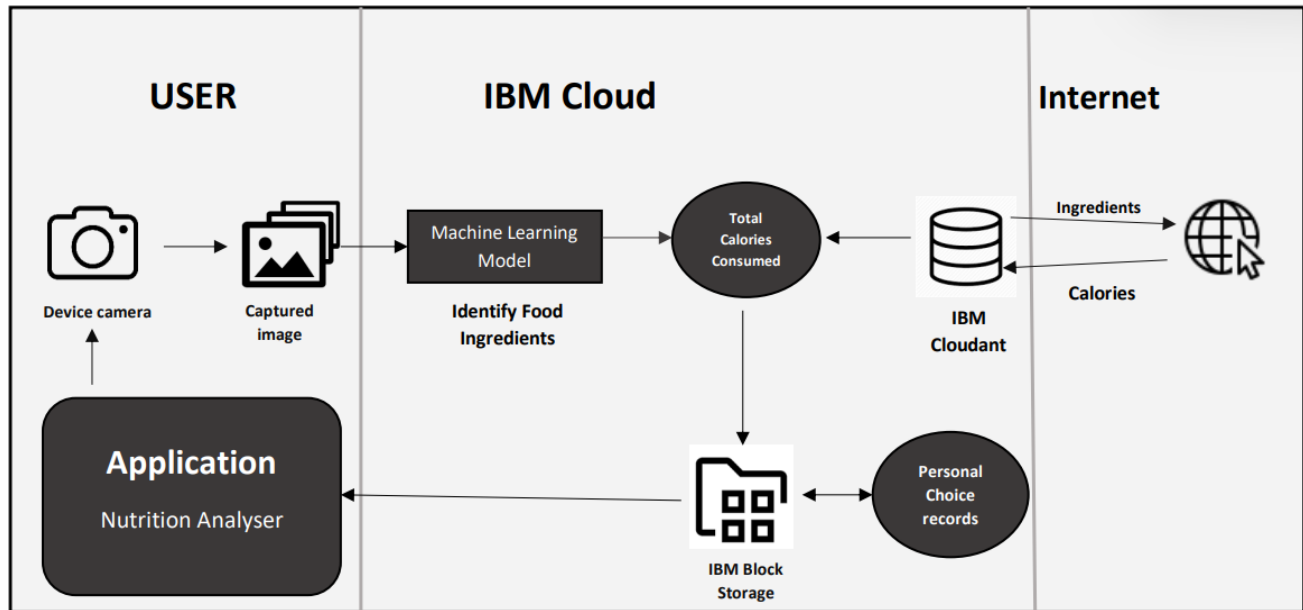 USER
IBM Cloud
Internet
Machine Learning
Model
Total
Calories
Consumed
Ingredients
Device camera
Captured
image
Identify Food
Ingredients
IBM
Cloudant
Calories
Application
Nutrition Analyser
Personal
Choice
records
IBM Block
Storage